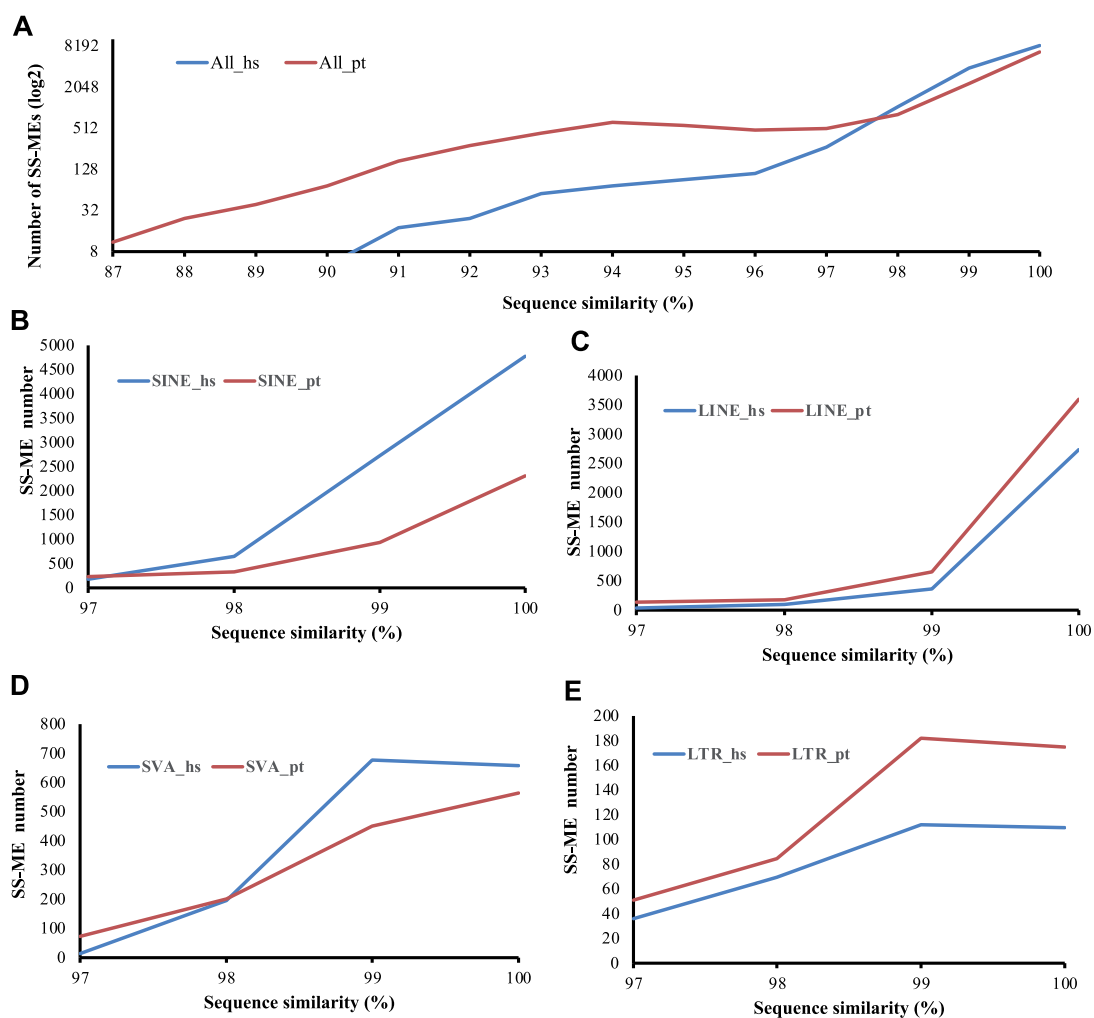 A
Number of SS-MEs (log2)
8192
2048
512
128
32
8
All_hs All_pt
87 88 89 90 91 92 93 94 95 96 97 98 99 100
Sequence similarity (%)
B
SS-ME number
5000
4500
4000
3500
3000
2500
2000
1500
1000
500
0
SINE_hs SINE_pt
97 98 99 100
Sequence similarity (%)
C
SS-ME number
4000
3500
3000
2500
2000
1500
1000
500
0
LINE_hs LINE_pt
97 98 99 100
Sequence similarity (%)
D
SS-ME number
800
700
600
500
400
300
200
100
0
SVA_hs SVA_pt
97 98 99 100
Sequence similarity (%)
E
SS-ME number
200
180
160
140
120
100
80
60
40
20
0
LTR_hs LTR_pt
97 98 99 100
Sequence similarity (%)